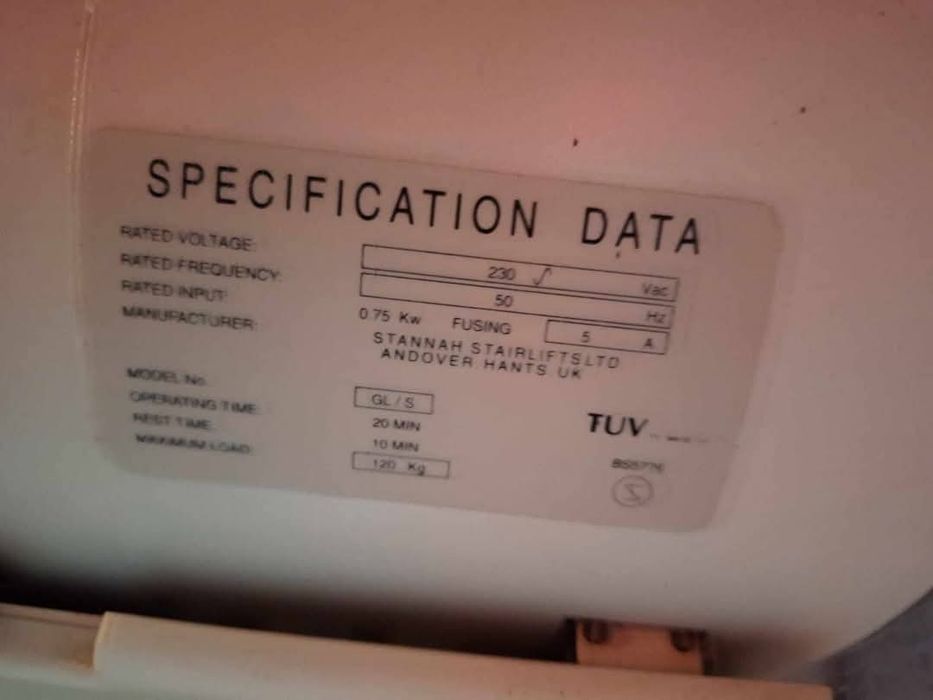 SPECIFICATION DATA
RATED VOLTAGE: 230 Vac
RATED FREQUENCY: 50 Hz
RATED INPUT: 0.75 Kw FUSING 5 A
MANUFACTURER: STANNAH STAIRLIFTS LTD
ANDOVER HANTS UK
MODEL No. GL / S
OPERATING TIME: 20 MIN
REST TIME: 10 MIN
MAXIMUM LOAD: 120 Kg
TUV
BS5776